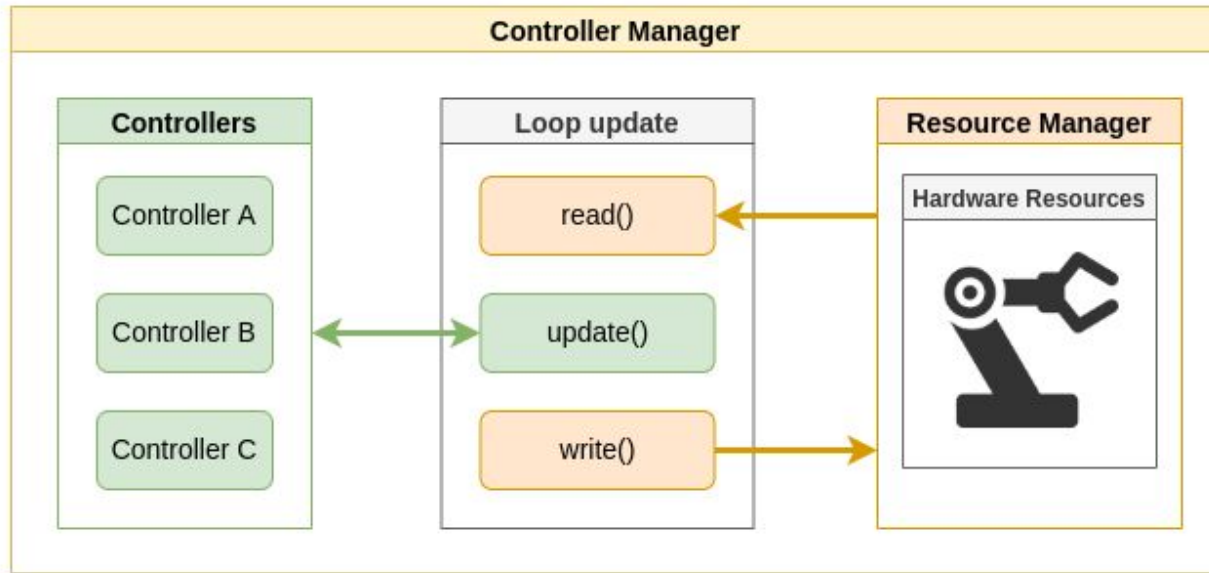 Controller Manager
Controllers
Controller A
Controller B
Controller C
Loop update
read()
update()
write()
Resource Manager
Hardware Resources